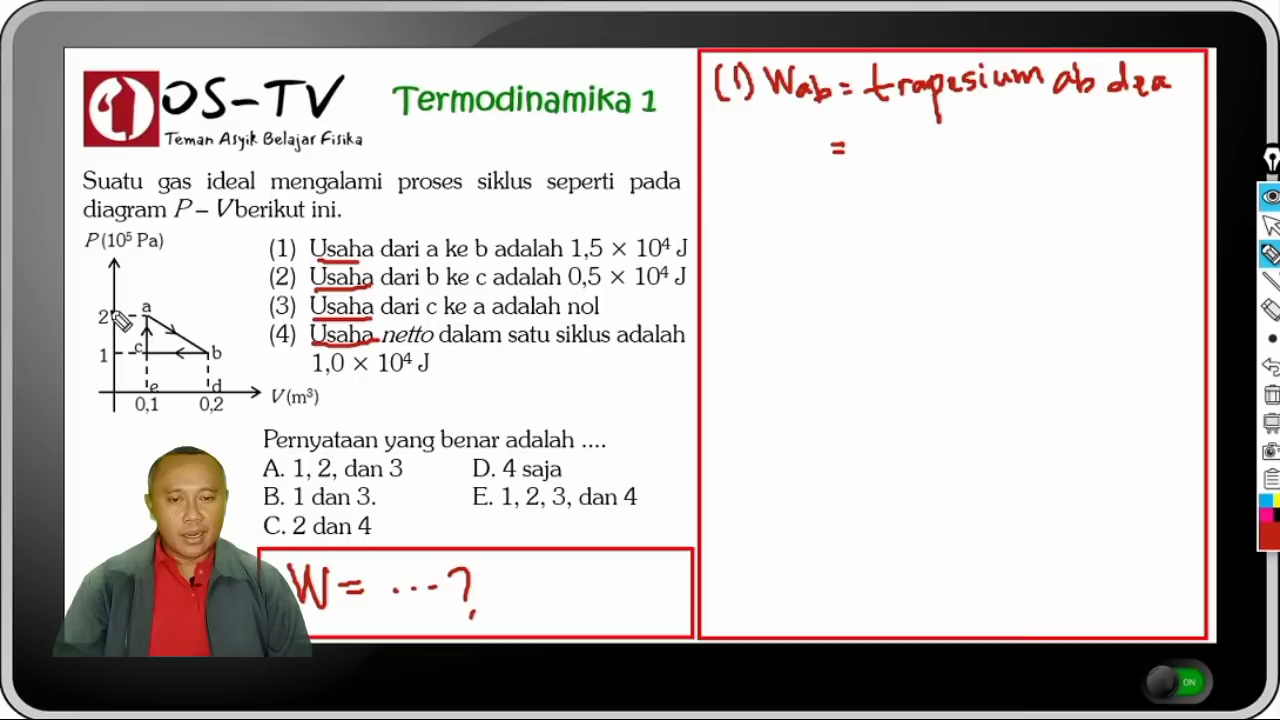 OS-TV
Teman Asyik Belajar Fisika
Termodinamika 1
Suatu gas ideal mengalami proses siklus seperti pada
diagram P – V berikut ini.
P (10⁵ Pa)
2
a
c
1
b
e
d
0,1
0,2
V (m³)
(1) Usaha dari a ke b adalah 1,5 × 10⁴ J
(2) Usaha dari b ke c adalah 0,5 × 10⁴ J
(3) Usaha dari c ke a adalah nol
(4) Usaha netto dalam satu siklus adalah
1,0 × 10⁴ J
Pernyataan yang benar adalah ....
A. 1, 2, dan 3
D. 4 saja
B. 1 dan 3.
E. 1, 2, 3, dan 4
C. 2 dan 4
W = ... ?
(1) Wab = trapesium ab dea
=
ON